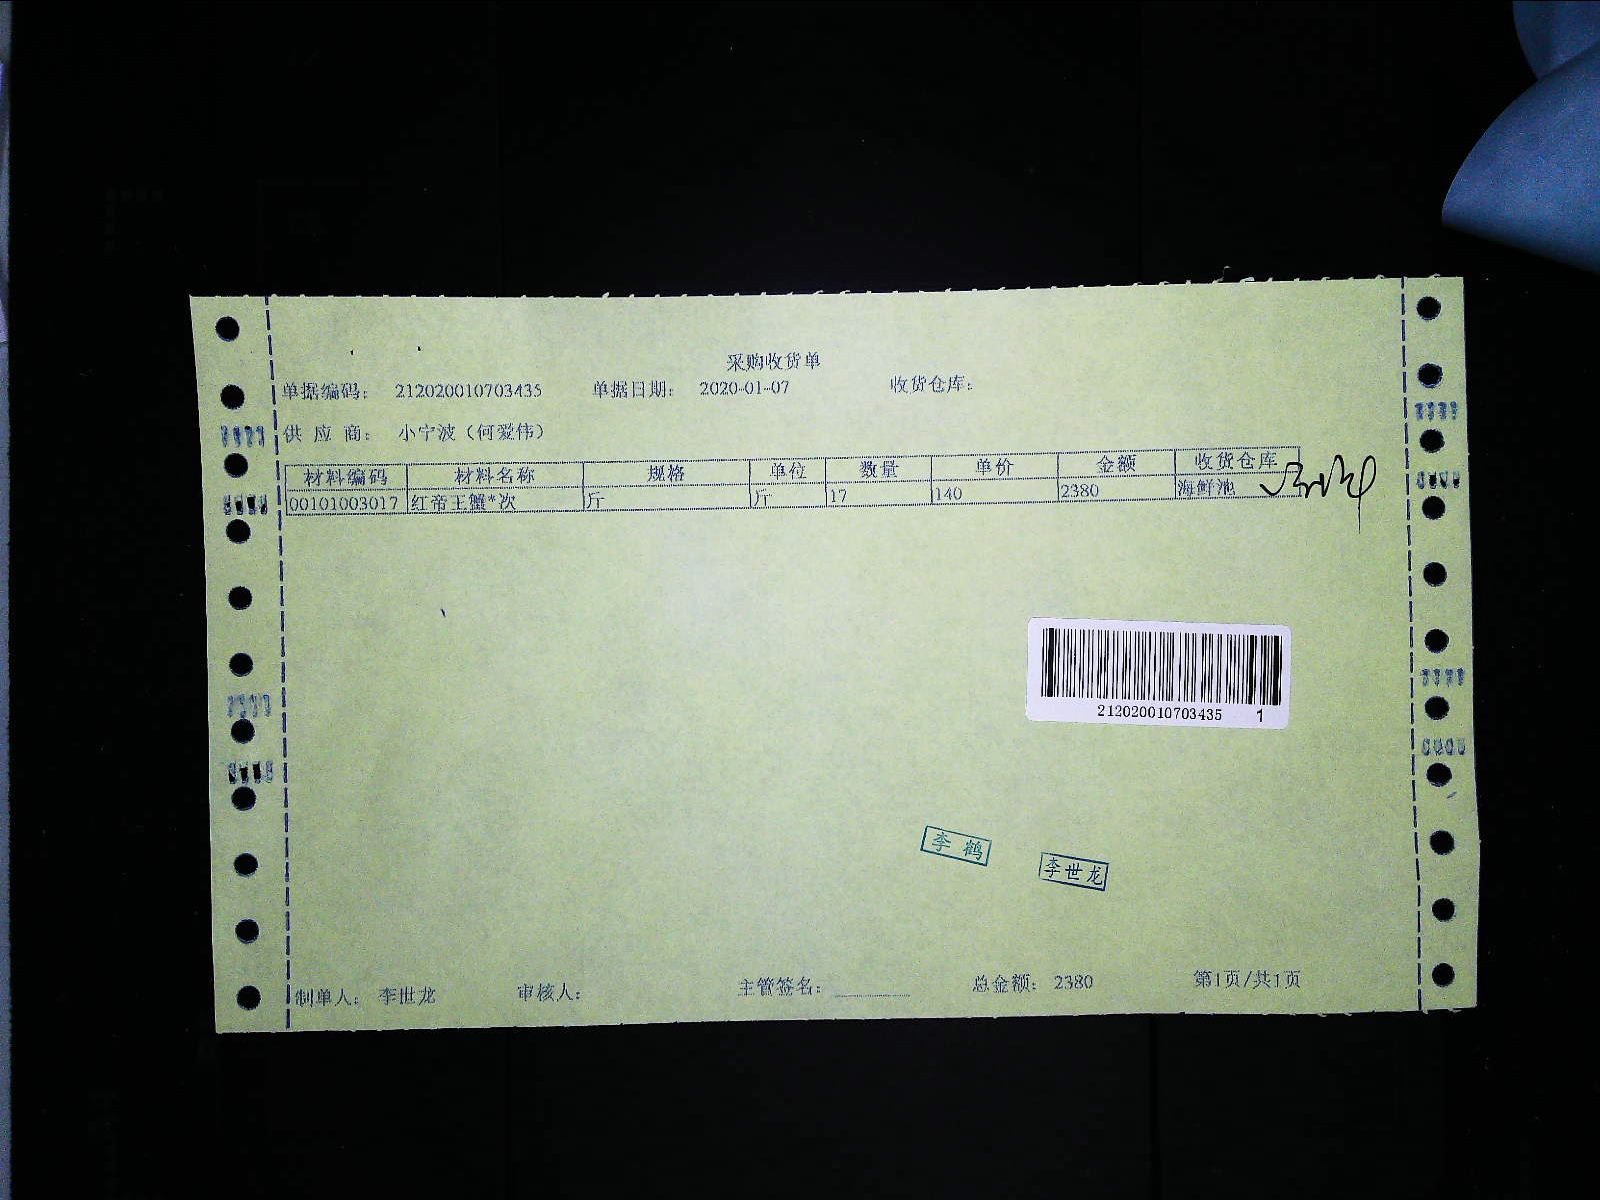 采购收货单
单据编码： 212020010703435 单据日期： 2020-01-07 收货仓库：
供 应 商： 小宁波（何爱伟）
材料编码 材料名称 规格 单位 数量 单价 金额 收货仓库
00101003017 红帝王蟹*次 斤 斤 17 140 2380 海鲜池
212020010703435 1
李 鹤
李世龙
制单人： 李世龙 审核人： 主管签名： 总金额： 2380 第1页/共1页